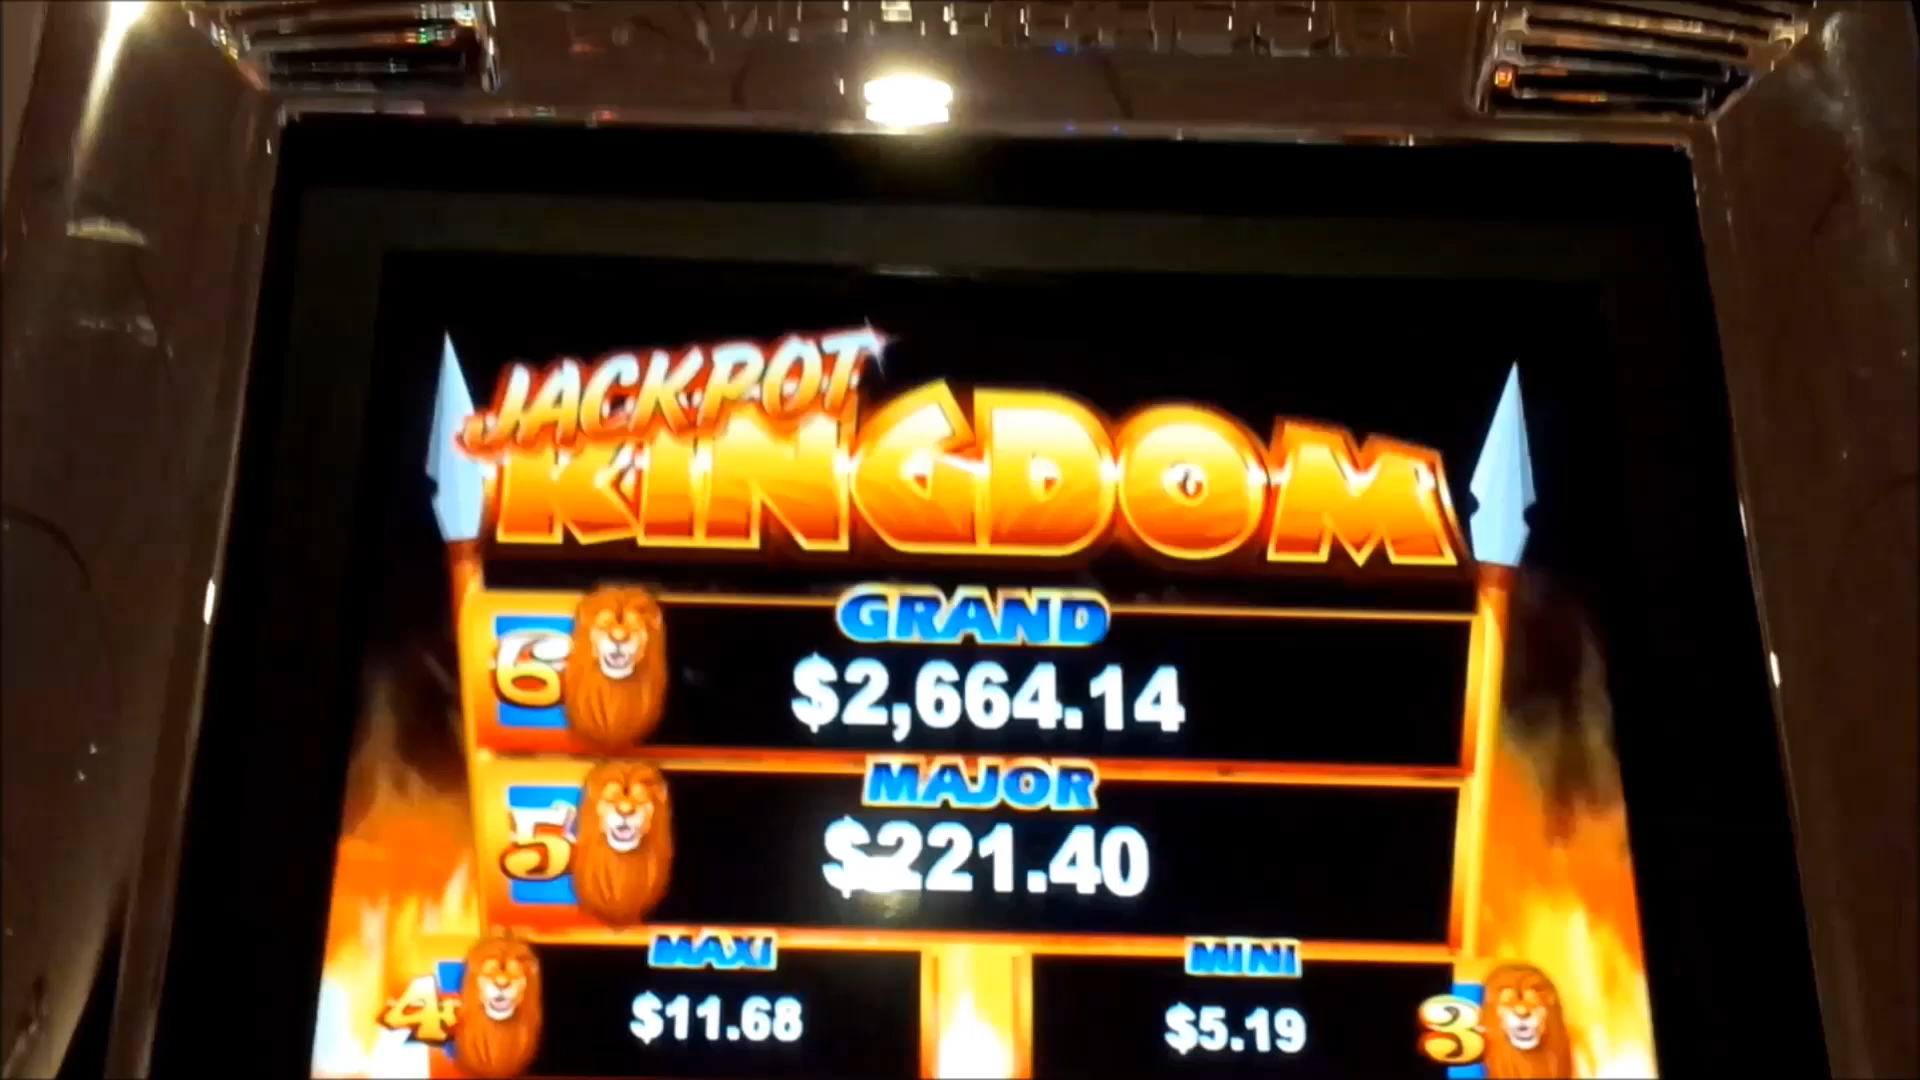 JACKPOT
KINGDOM
GRAND
6 $2,664.14
MAJOR
5 $221.40
MAXI MINI
4 $11.68 $5.19 3